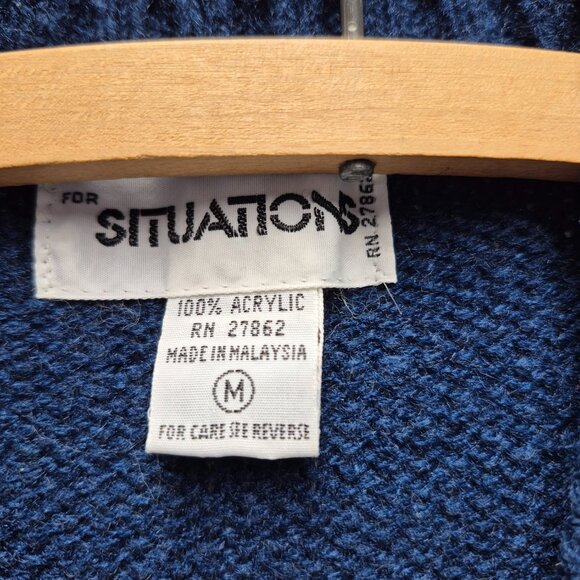 FOR
SITUATIONS
RN 27862
100% ACRYLIC
RN 27862
MADE IN MALAYSIA
M
FOR CARE SEE REVERSE